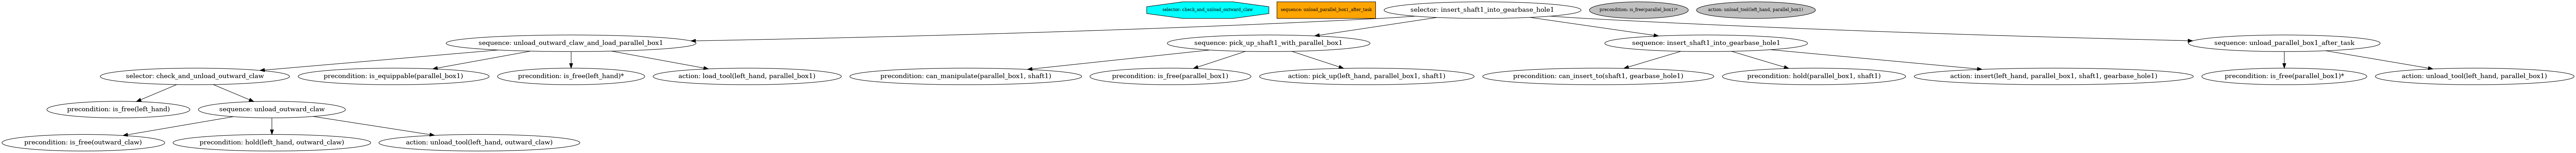 selector: check_and_unload_outward_claw
sequence: unload_parallel_box1_after_task
selector: insert_shaft1_into_gearbase_hole1
precondition: is_free(parallel_box1)*
action: unload_tool(left_hand, parallel_box1)
sequence: unload_outward_claw_and_load_parallel_box1
sequence: pick_up_shaft1_with_parallel_box1
sequence: insert_shaft1_into_gearbase_hole1
sequence: unload_parallel_box1_after_task
selector: check_and_unload_outward_claw
precondition: is_equippable(parallel_box1)
precondition: is_free(left_hand)*
action: load_tool(left_hand, parallel_box1)
precondition: can_manipulate(parallel_box1, shaft1)
precondition: is_free(parallel_box1)
action: pick_up(left_hand, parallel_box1, shaft1)
precondition: can_insert_to(shaft1, gearbase_hole1)
precondition: hold(parallel_box1, shaft1)
action: insert(left_hand, parallel_box1, shaft1, gearbase_hole1)
precondition: is_free(parallel_box1)*
action: unload_tool(left_hand, parallel_box1)
precondition: is_free(left_hand)
sequence: unload_outward_claw
precondition: is_free(outward_claw)
precondition: hold(left_hand, outward_claw)
action: unload_tool(left_hand, outward_claw)